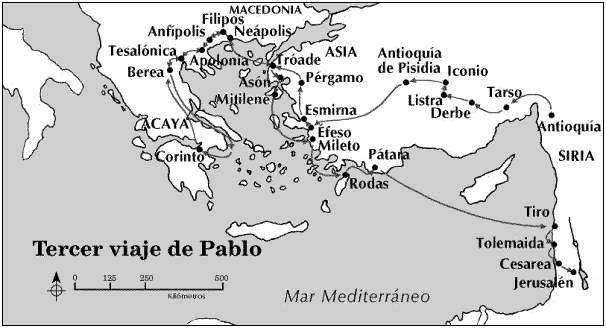 MACEDONIA
Filipos
Anfípolis
Neápolis
Tesalónica
Apolonia
Berea
Tróade
ASIA
Asón
Pérgamo
Mitilene
Antioquía
de Pisidia
Iconio
Listra
Derbe
Tarso
Antioquía
SIRIA
Esmirna
Éfeso
Mileto
ACAYA
Corinto
Pátara
Rodas
Tiro
Tolemaida
Cesarea
Jerusalén
Tercer viaje de Pablo
0 125 250 500
Kilómetros
Mar Mediterráneo